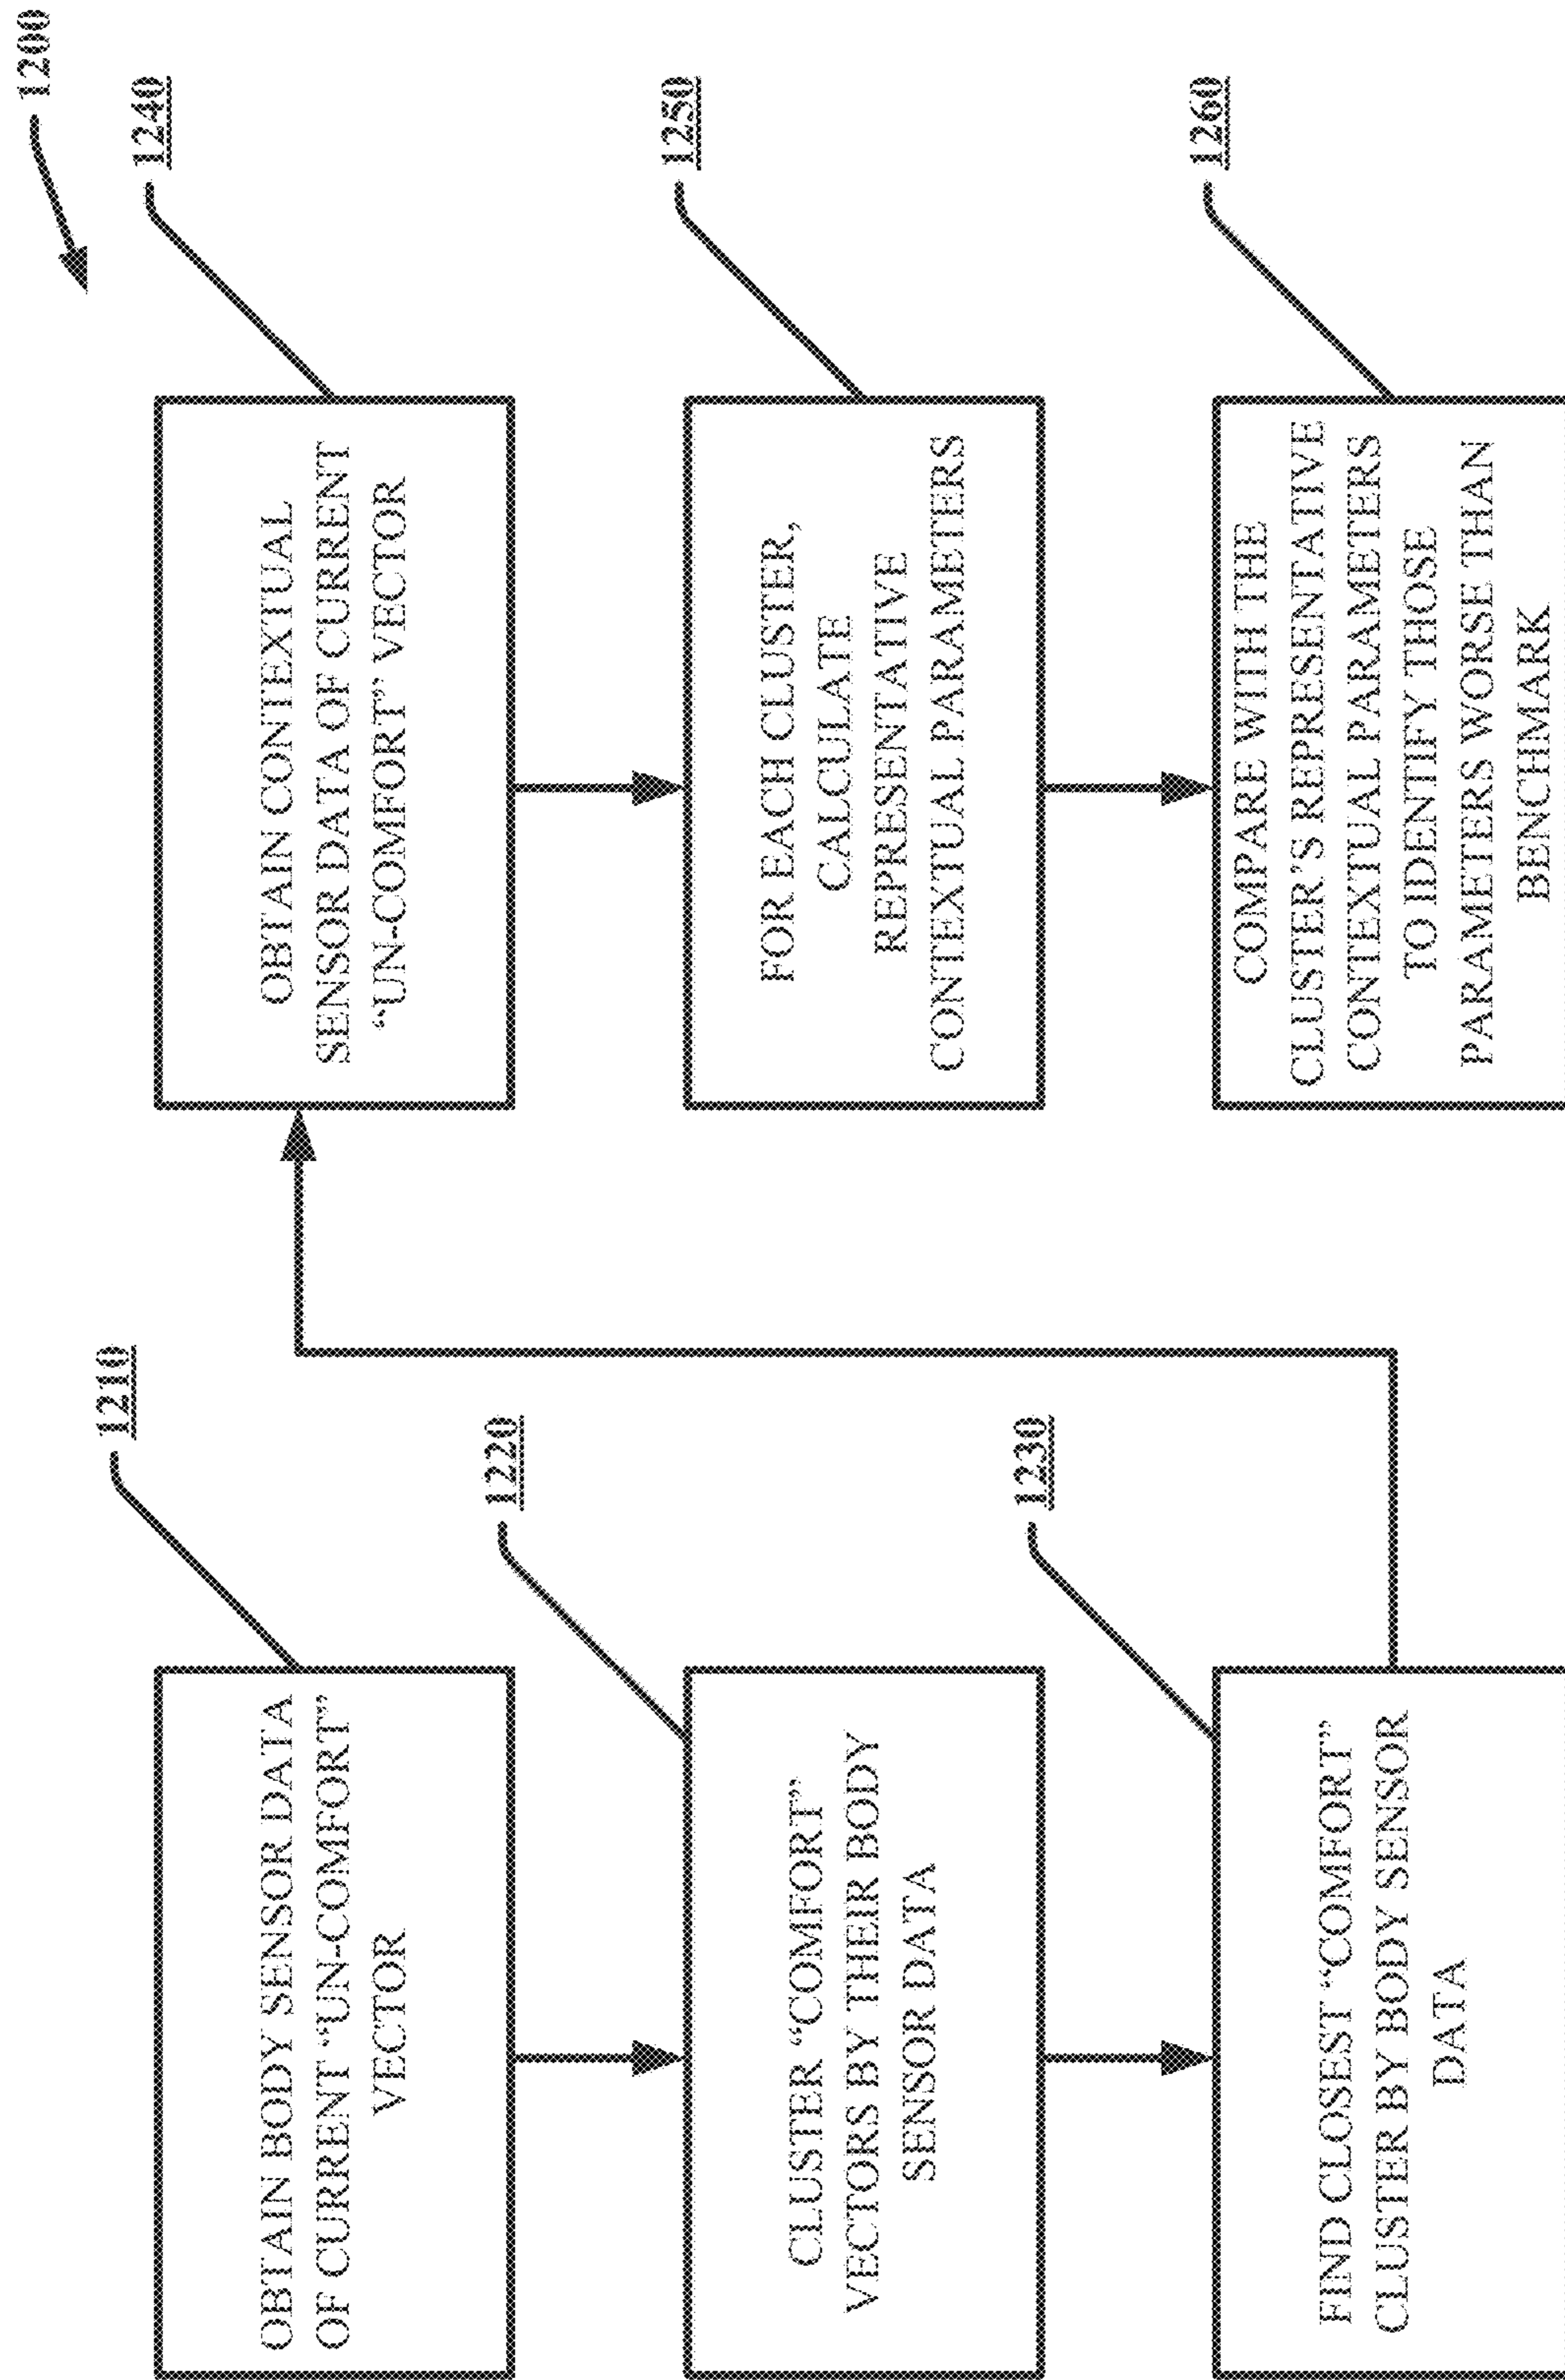 1200
1210
OBTAIN BODY SENSOR DATA
OF CURRENT “UN-COMFORT”
VECTOR
1220
CLUSTER “COMFORT”
VECTORS BY THEIR BODY
SENSOR DATA
1230
FIND CLOSEST “COMFORT”
CLUSTER BY BODY SENSOR
DATA
1240
OBTAIN CONTEXTUAL
SENSOR DATA OF CURRENT
“UN-COMFORT” VECTOR
1250
FOR EACH CLUSTER,
CALCULATE
REPRESENTATIVE
CONTEXTUAL PARAMETERS
1260
COMPARE WITH THE
CLUSTER’S REPRESENTATIVE
CONTEXTUAL PARAMETERS
TO IDENTIFY THOSE
PARAMETERS WORSE THAN
BENCHMARK